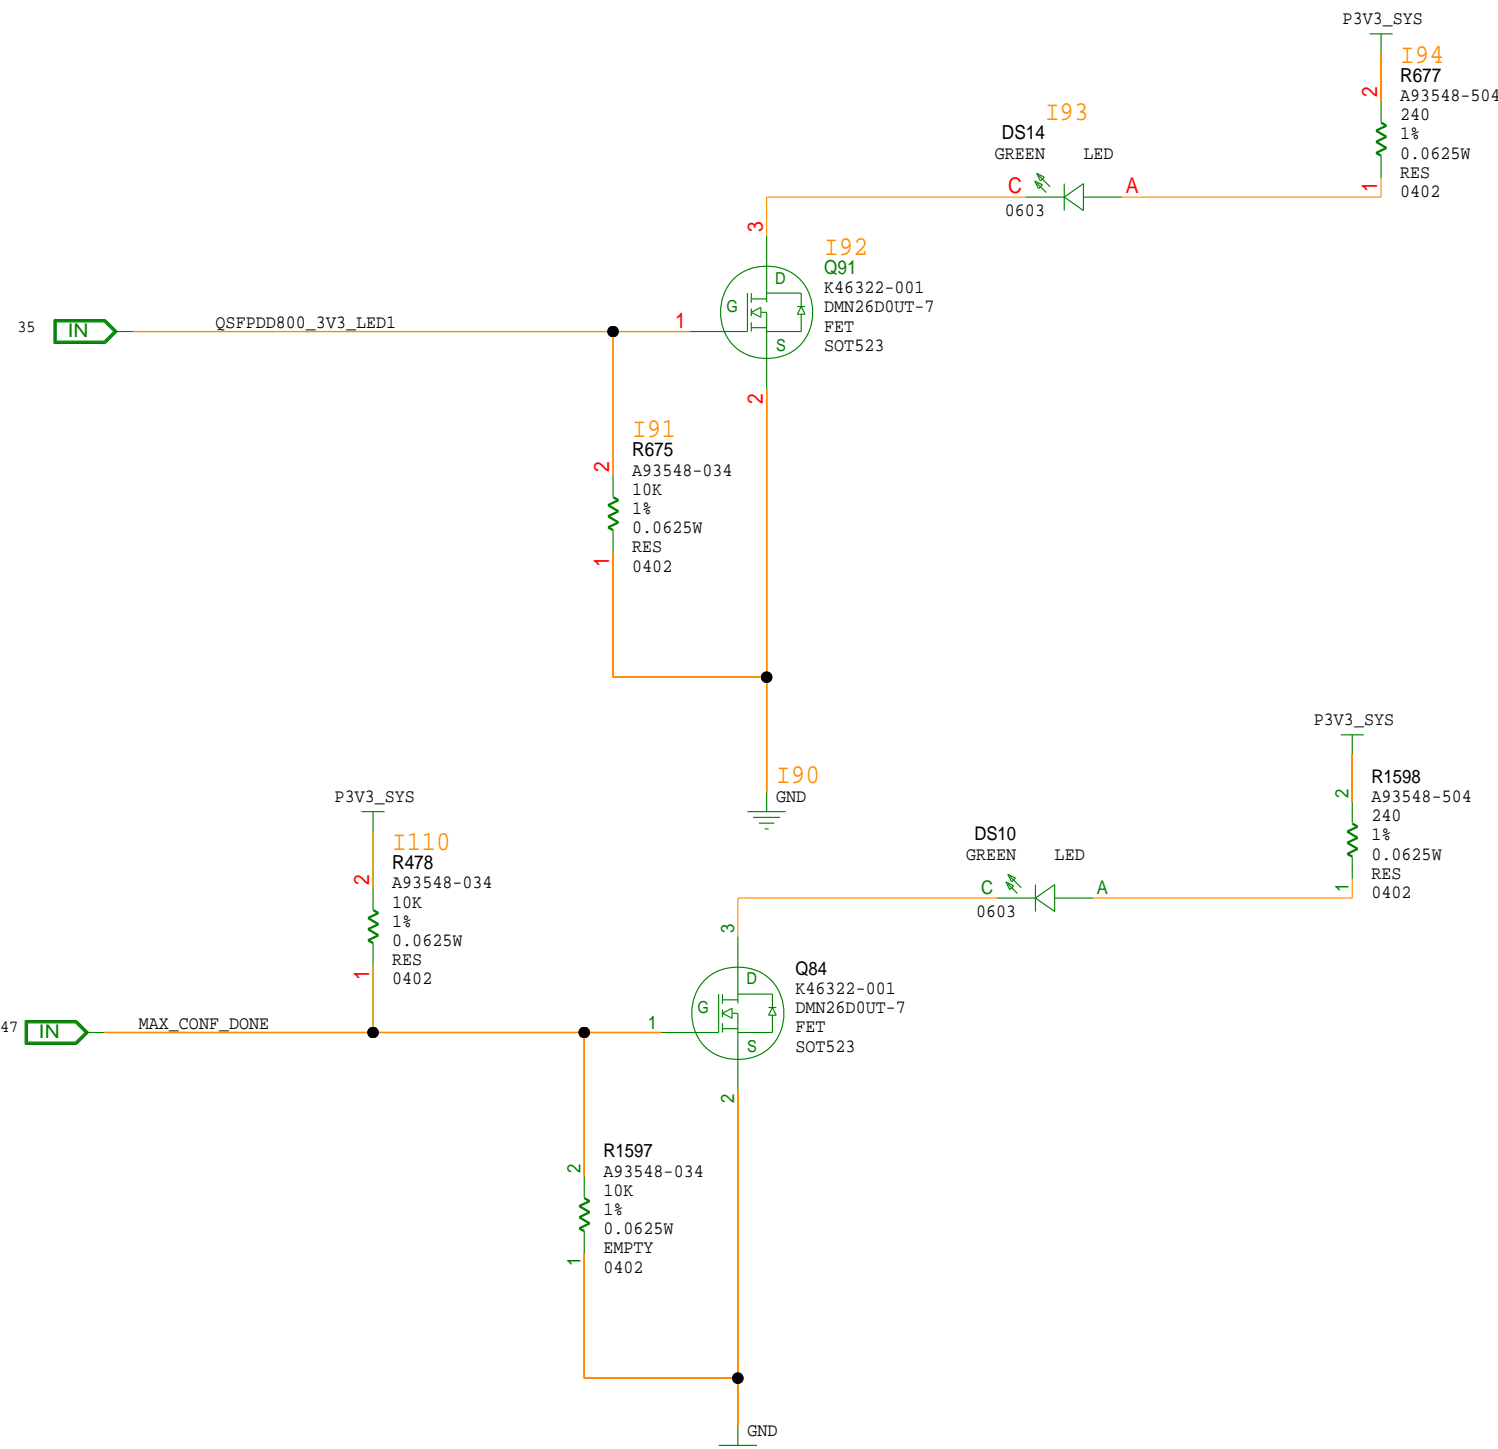 P3V3_SYS
I94
R677
A93548-504
240
1%
0.0625W
RES
0402
2
1
I93
DS14
GREEN LED
C A
0603
3
I92
Q91
K46322-001
DMN26D0UT-7
FET
SOT523
D
G
S
35 IN QSFPDD800_3V3_LED1 1
2
I91
R675
A93548-034
10K
1%
0.0625W
RES
0402
2
1
I90
GND
P3V3_SYS
R1598
A93548-504
240
1%
0.0625W
RES
0402
2
1
P3V3_SYS
I110
R478
A93548-034
10K
1%
0.0625W
RES
0402
2
1
DS10
GREEN LED
C A
0603
3
Q84
K46322-001
DMN26D0UT-7
FET
SOT523
D
G
S
47 IN MAX_CONF_DONE 1
2
R1597
A93548-034
10K
1%
0.0625W
EMPTY
0402
2
1
GND